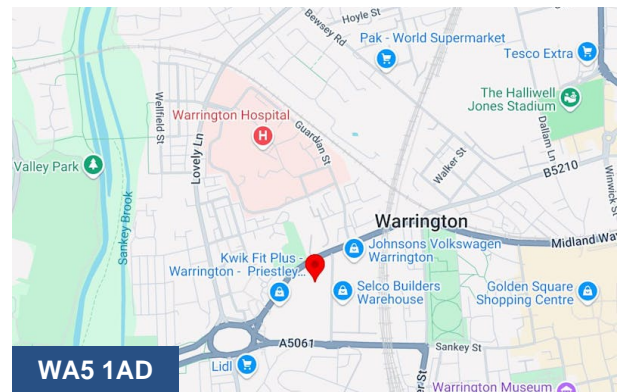 Hoyle St
Bewsey Rd
Pak - World Supermarket
Tesco Extra
The Halliwell
Jones Stadium
Wellfield St
Warrington Hospital
H
Guardian St
Lovely Ln
Dallam Ln
Valley Park
Sankey Brook
Walker St
B5210
Winwick St
Warrington
Midland Way
Kwik Fit Plus -
Warrington - Priestley...
Johnsons Volkswagen
Warrington
Selco Builders
Warehouse
Golden Square
Shopping Centre
A5061
Sankey St
Lidl
WA5 1AD
Warrington Museum